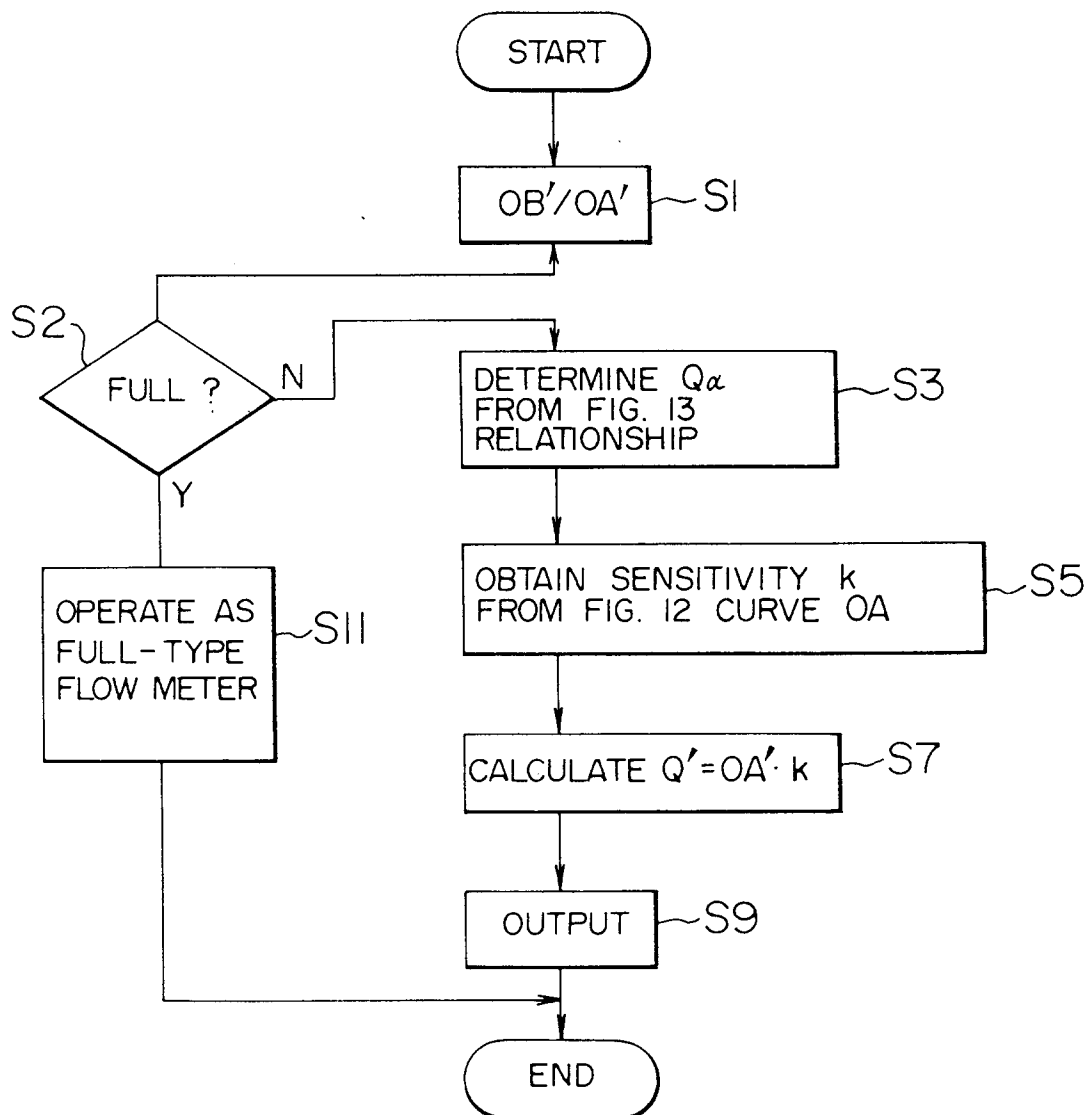 START
OB'/OA'
S1
S2
FULL ?
N
Y
DETERMINE Qα
FROM FIG. 13
RELATIONSHIP
S3
OBTAIN SENSITIVITY k
FROM FIG. 12 CURVE OA
S5
OPERATE AS
FULL-TYPE
FLOW METER
S11
CALCULATE Q'=OA'·k
S7
OUTPUT
S9
END